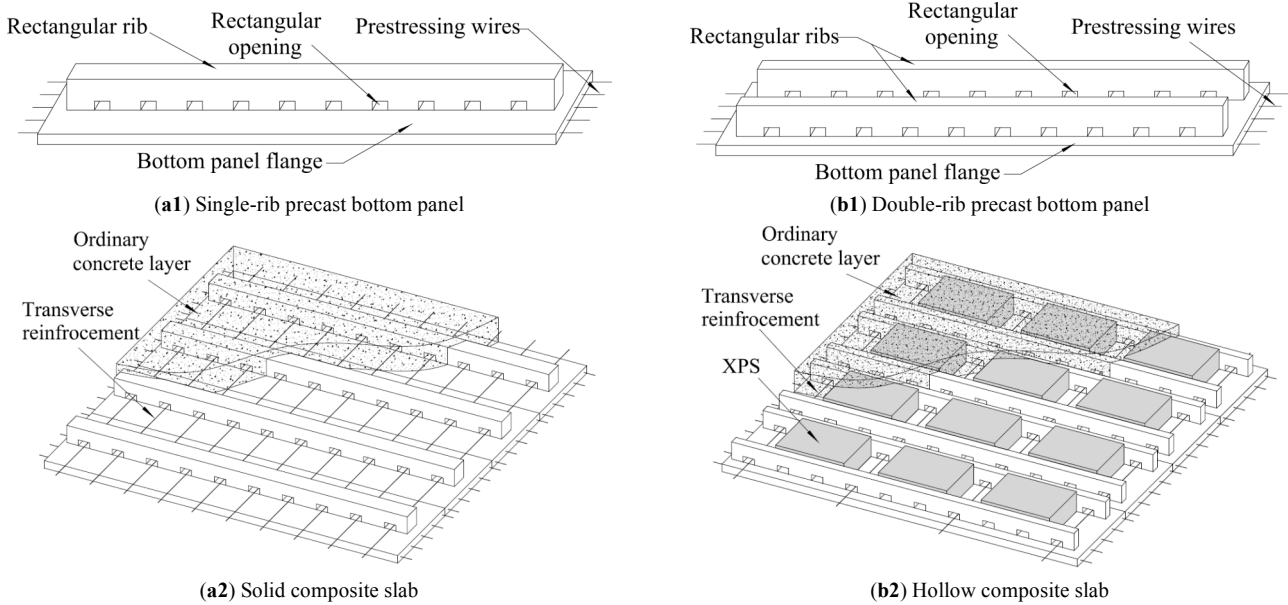 Rectangular rib
Rectangular
opening
Prestressing wires
Bottom panel flange
(a1) Single-rib precast bottom panel
Rectangular ribs
Rectangular
opening
Prestressing wires
Bottom panel flange
(b1) Double-rib precast bottom panel
Ordinary
concrete layer
Transverse
reinfrocement
(a2) Solid composite slab
Ordinary
concrete layer
Transverse
reinfrocement
XPS
(b2) Hollow composite slab